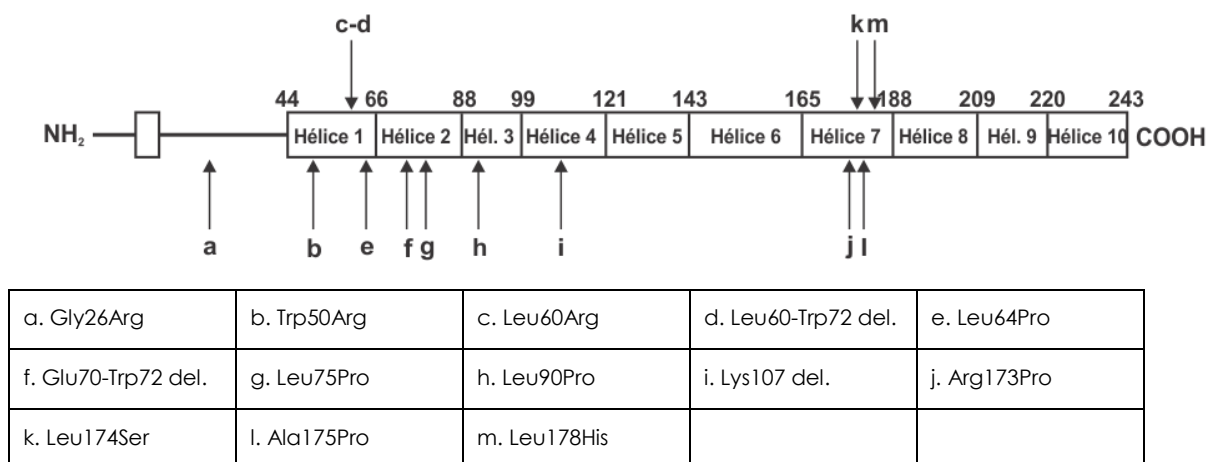 c-d k m
44 66 88 99 121 143 165 188 209 220 243
NH₂ Hélice 1 Hélice 2 Hél. 3 Hélice 4 Hélice 5 Hélice 6 Hélice 7 Hélice 8 Hél. 9 Hélice 10 COOH
a b e f g h i j l
a. Gly26Arg b. Trp50Arg c. Leu60Arg d. Leu60-Trp72 del. e. Leu64Pro
f. Glu70-Trp72 del. g. Leu75Pro h. Leu90Pro i. Lys107 del. j. Arg173Pro
k. Leu174Ser l. Ala175Pro m. Leu178His